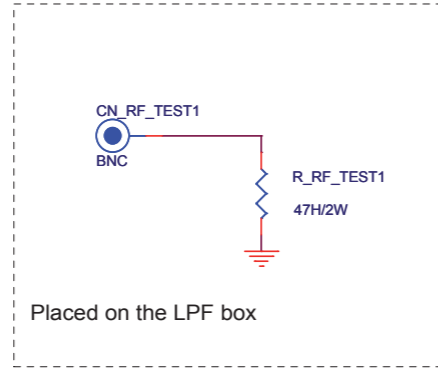 CN_RF_TEST1
BNC
R_RF_TEST1
47H/2W
Placed on the LPF box